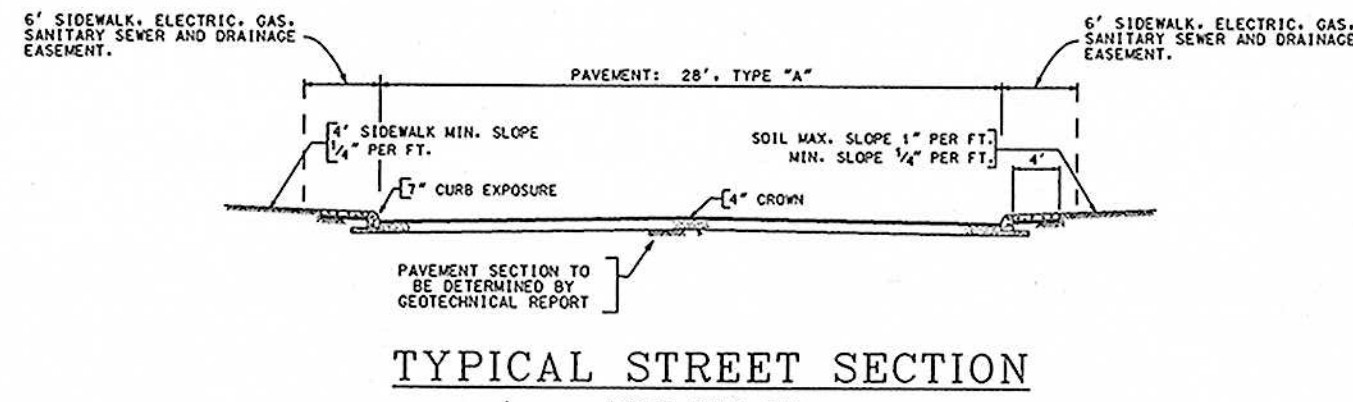 6' SIDEWALK, ELECTRIC, GAS,
SANITARY SEWER AND DRAINAGE
EASEMENT.
6' SIDEWALK, ELECTRIC, GAS,
SANITARY SEWER AND DRAINAGE
EASEMENT.
PAVEMENT: 28', TYPE "A"
4' SIDEWALK MIN. SLOPE
1/4" PER FT.
SOIL MAX. SLOPE 1" PER FT.
MIN. SLOPE 1/4" PER FT.
4'
7" CURB EXPOSURE
4" CROWN
PAVEMENT SECTION TO
BE DETERMINED BY
GEOTECHNICAL REPORT
TYPICAL STREET SECTION